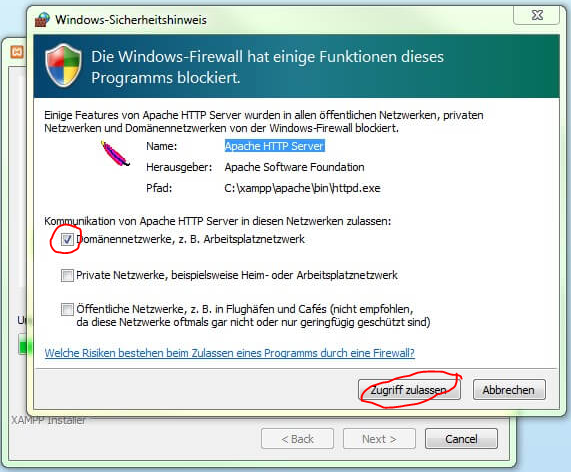 Windows-Sicherheitshinweis
Die Windows-Firewall hat einige Funktionen dieses
Programms blockiert.
Einige Features von Apache HTTP Server wurden in allen öffentlichen Netzwerken, privaten
Netzwerken und Domänennetzwerken von der Windows-Firewall blockiert.
Name: Apache HTTP Server
Herausgeber: Apache Software Foundation
Pfad: C:\xampp\apache\bin\httpd.exe
Kommunikation von Apache HTTP Server in diesen Netzwerken zulassen:
Domänennetzwerke, z. B. Arbeitsplatznetzwerk
Private Netzwerke, beispielsweise Heim- oder Arbeitsplatznetzwerk
Öffentliche Netzwerke, z. B. in Flughäfen und Cafés (nicht empfohlen,
da diese Netzwerke oftmals gar nicht oder nur geringfügig geschützt sind)
Welche Risiken bestehen beim Zulassen eines Programms durch eine Firewall?
Zugriff zulassen Abbrechen
XAMPP Installer
< Back Next > Cancel